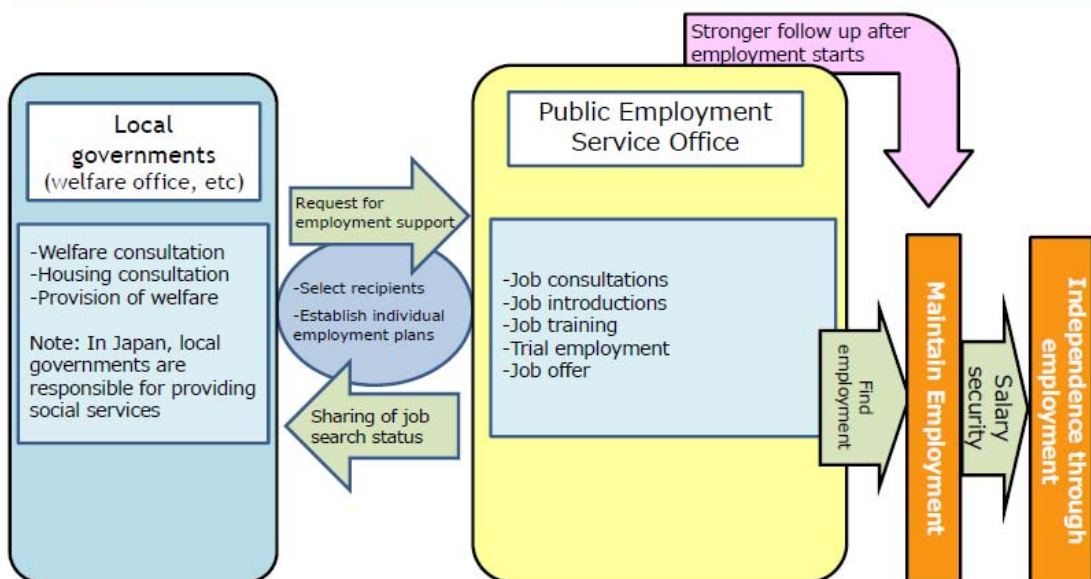 Stronger follow up after
employment starts
Local
governments
(welfare office, etc)
-Welfare consultation
-Housing consultation
-Provision of welfare
Note: In Japan, local
governments are
responsible for providing
social services
Request for
employment support
-Select recipients
-Establish individual
employment plans
Sharing of job
search status
Public Employment
Service Office
-Job consultations
-Job introductions
-Job training
-Trial employment
-Job offer
Find
employment
Maintain Employment
Salary
security
Independence through
employment